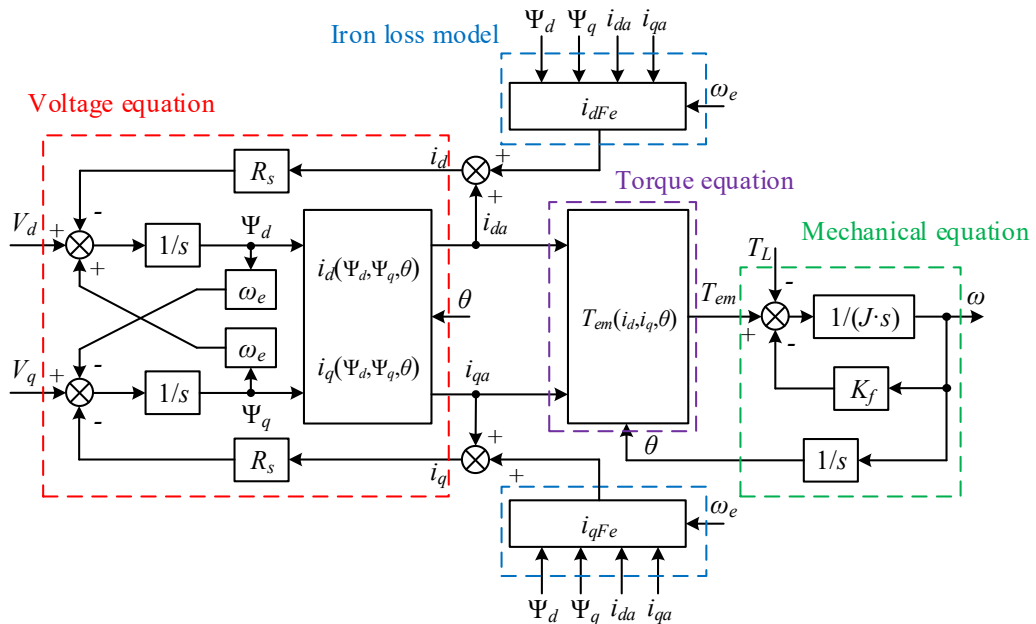 Iron loss model
Ψd Ψq ida iqa
idFe
ωe
Voltage equation
Rs
id
+
+
ida
Torque equation
Mechanical equation
Vd
+
-
+
1/s
Ψd
ωe
id(Ψd,Ψq,θ)
θ
iq(Ψd,Ψq,θ)
Tem(id,iq,θ)
Tem
TL
-
+
-
1/(J·s)
ω
Kf
1/s
θ
ωe
Vq
+
-
-
1/s
Ψq
iqa
+
+
Rs
iq
iqFe
ωe
Ψd Ψq ida iqa